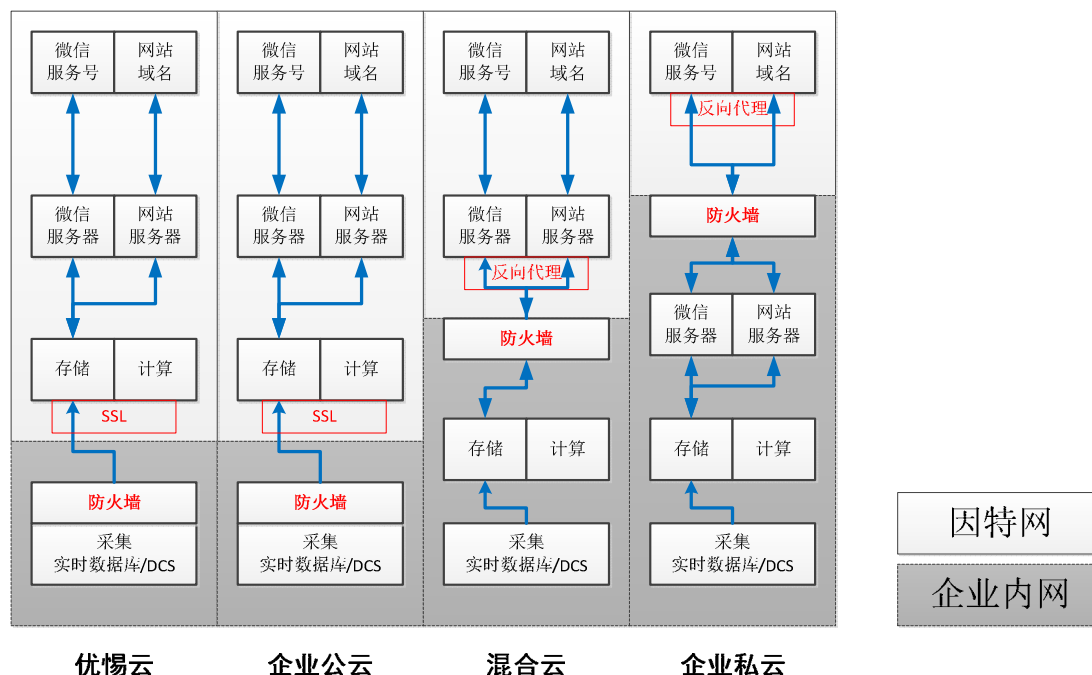 微信
服务号
网站
域名
微信
服务器
网站
服务器
存储
计算
SSL
防火墙
采集
实时数据库/DCS
优惕云
微信
服务号
网站
域名
微信
服务器
网站
服务器
存储
计算
SSL
防火墙
采集
实时数据库/DCS
企业公云
微信
服务号
网站
域名
微信
服务器
网站
服务器
反向代理
防火墙
存储
计算
采集
实时数据库/DCS
混合云
微信
服务号
网站
域名
反向代理
防火墙
微信
服务器
网站
服务器
存储
计算
采集
实时数据库/DCS
企业私云
因特网
企业内网